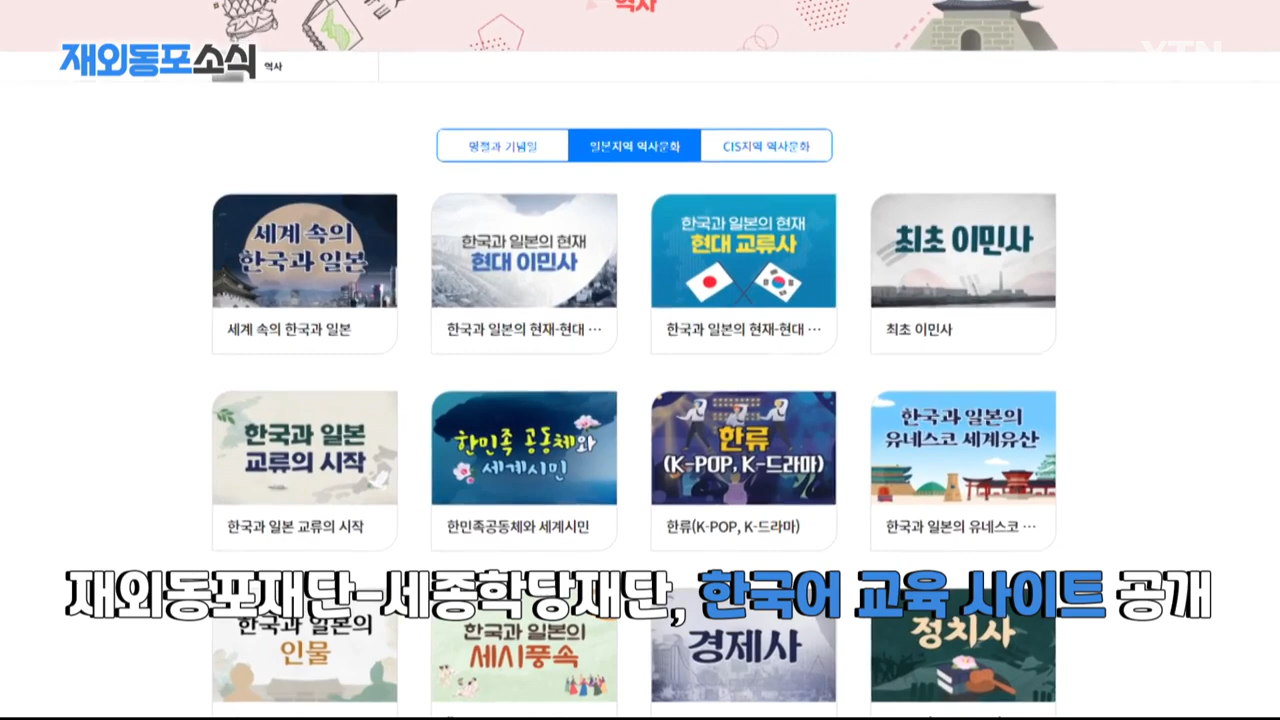 역사
재외동포소식
역사
YTN
명절과 기념일
일본지역 역사문화
CIS지역 역사문화
세계 속의
한국과 일본
한국과 일본의 현재
현대 이민사
한국과 일본의 현재
현대 교류사
최초 이민사
세계 속의 한국과 일본
한국과 일본의 현재-현대 …
한국과 일본의 현재-현대 …
최초 이민사
한국과 일본
교류의 시작
한민족 공동체와
세계시민
한류
(K-POP, K-드라마)
한국과 일본의
유네스코 세계유산
한국과 일본 교류의 시작
한민족공동체와 세계시민
한류(K-POP, K-드라마)
한국과 일본의 유네스코 …
재외동포재단-세종학당재단, 한국어 교육 사이트 공개
한국과 일본의
인물
한국과 일본의
세시풍속
경제사
정치사